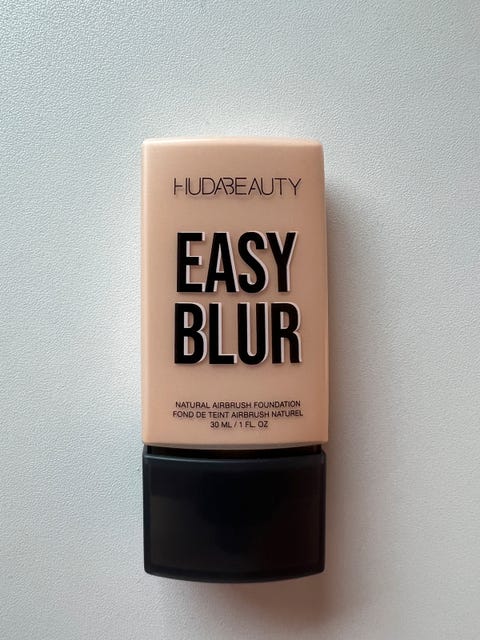 HUDABEAUTY
EASY
BLUR
NATURAL AIRBRUSH FOUNDATION
FOND DE TEINT AIRBRUSH NATUREL
30 ML / 1 FL. OZ